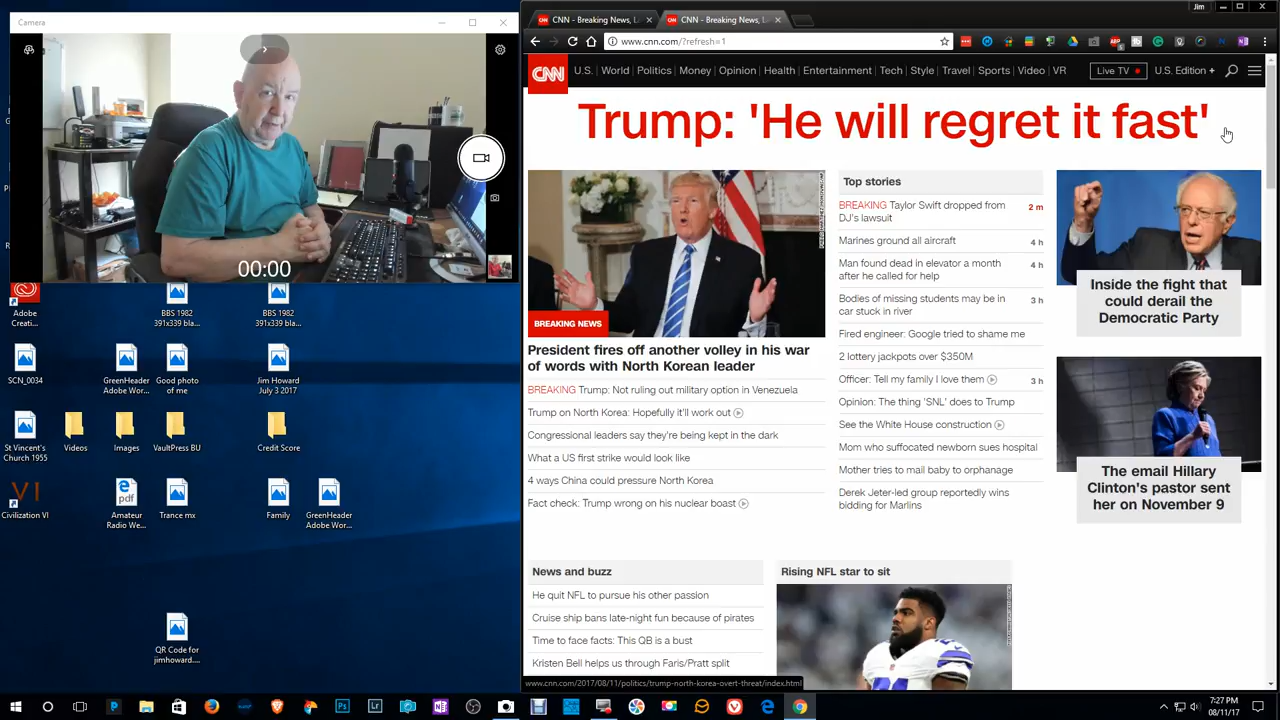 Camera
00:00
Adobe
Creati...
BBS 1982
391x339 bla...
BBS 1982
391x339 bla...
SCN_0034
GreenHeader
Adobe Wor...
Good photo
of me
Jim Howard
July 3 2017
St Vincent's
Church 1955
Videos
Images
VaultPress BU
Credit Score
VI
Civilization VI
pdf
Amateur
Radio We...
Trance mx
Family
GreenHeader
Adobe Wor...
QR Code for
jimhoward....
CNN - Breaking News, L
CNN - Breaking News, L
Jim
www.cnn.com/?refresh=1
CNN
U.S. World Politics Money Opinion Health Entertainment Tech Style Travel Sports Video VR
Live TV
U.S. Edition +
Trump: 'He will regret it fast'
BREAKING NEWS
President fires off another volley in his war
of words with North Korean leader
BREAKING Trump: Not ruling out military option in Venezuela
Trump on North Korea: Hopefully it'll work out
Congressional leaders say they're being kept in the dark
What a US first strike would look like
4 ways China could pressure North Korea
Fact check: Trump wrong on his nuclear boast
Top stories
BREAKING Taylor Swift dropped from
DJ's lawsuit
2 m
Marines ground all aircraft
4 h
Man found dead in elevator a month
after he called for help
4 h
Bodies of missing students may be in
car stuck in river
3 h
Fired engineer: Google tried to shame me
2 lottery jackpots over $350M
Officer: Tell my family I love them
3 h
Opinion: The thing 'SNL' does to Trump
See the White House construction
Mom who suffocated newborn sues hospital
Mother tries to mail baby to orphanage
Derek Jeter-led group reportedly wins
bidding for Marlins
Inside the fight that
could derail the
Democratic Party
The email Hillary
Clinton's pastor sent
her on November 9
News and buzz
He quit NFL to pursue his other passion
Cruise ship bans late-night fun because of pirates
Time to face facts: This QB is a bust
Kristen Bell helps us through Faris/Pratt split
Rising NFL star to sit
www.cnn.com/2017/08/11/politics/trump-north-korea-overt-threat/index.html
7:27 PM
08/11/17